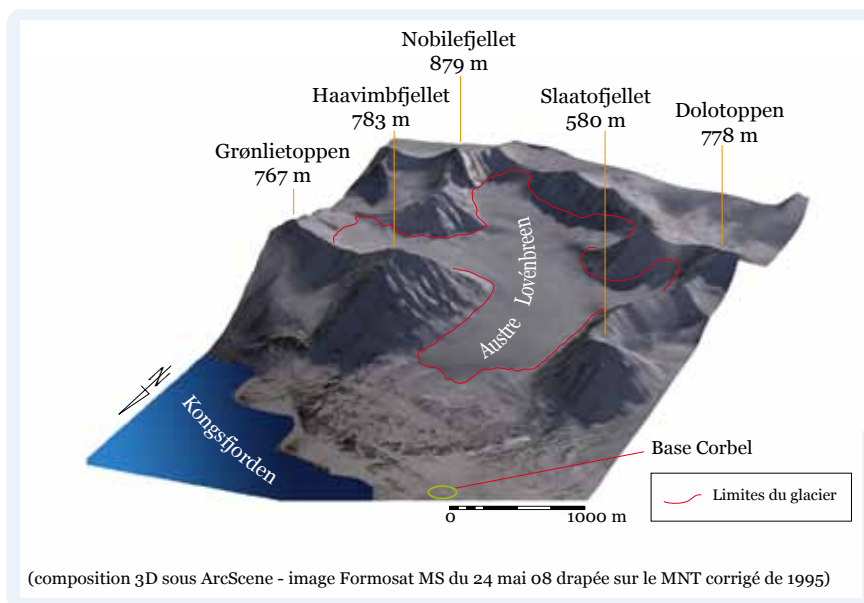 Nobilefjellet
879 m
Haavimbfjellet
783 m
Slaatofjellet
580 m
Dolotoppen
778 m
Grønlietoppen
767 m
Austre Lovénbreen
N
Kongsfjorden
Base Corbel
Limites du glacier
0 1000 m
(composition 3D sous ArcScene - image Formosat MS du 24 mai 08 drapée sur le MNT corrigé de 1995)